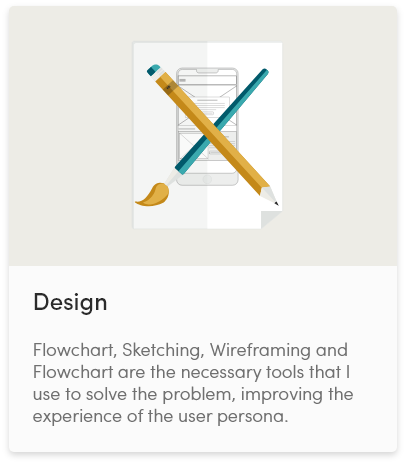 Design
Flowchart, Sketching, Wireframing and
Flowchart are the necessary tools that I
use to solve the problem, improving the
experience of the user persona.